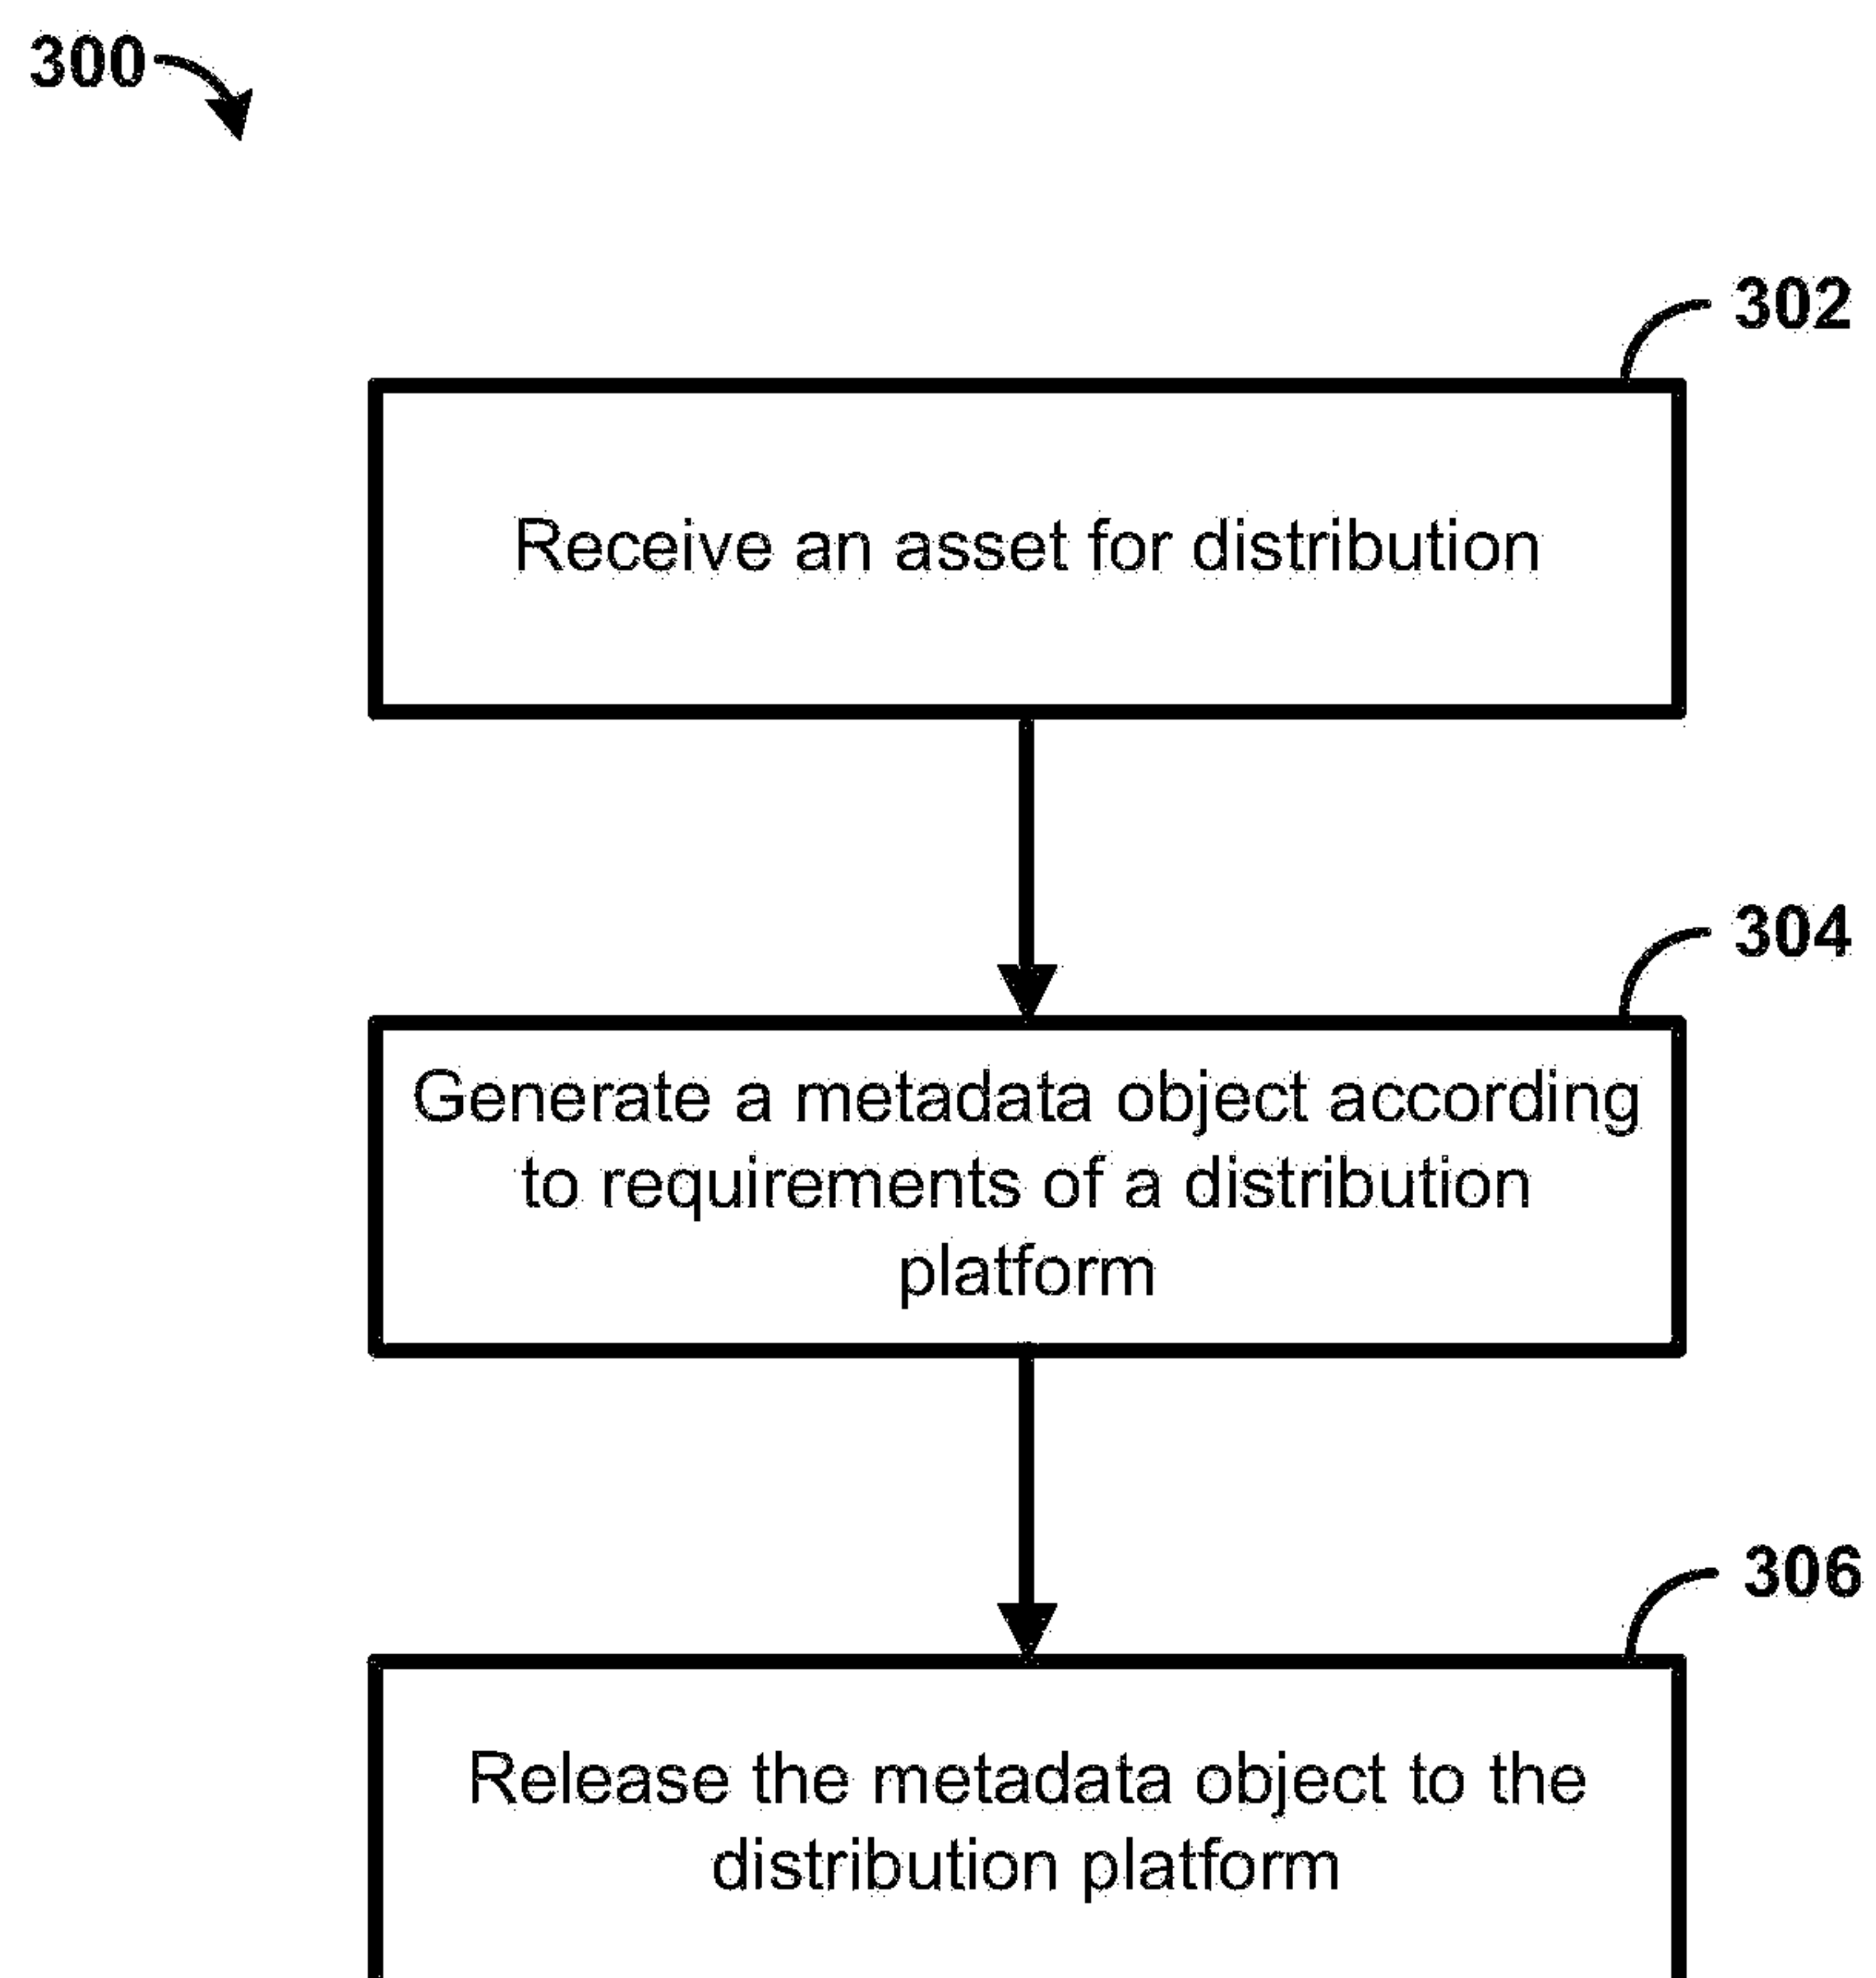 300
302
Receive an asset for distribution
304
Generate a metadata object according
to requirements of a distribution
platform
306
Release the metadata object to the
distribution platform